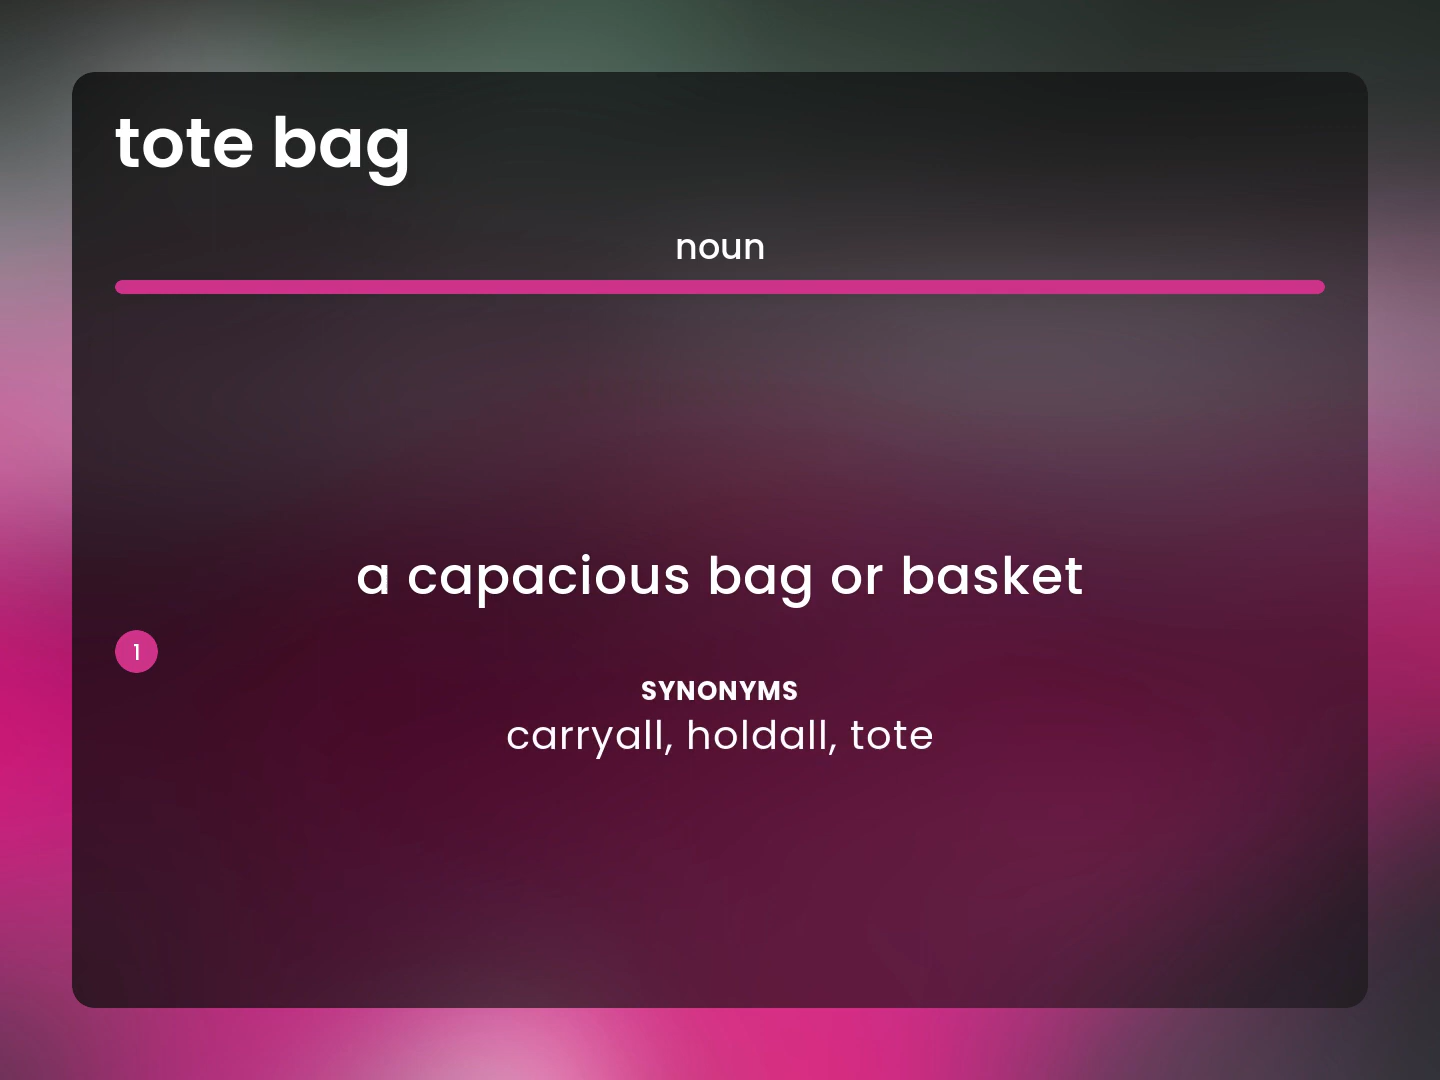 tote bag
noun
a capacious bag or basket
1
SYNONYMS
carryall, holdall, tote